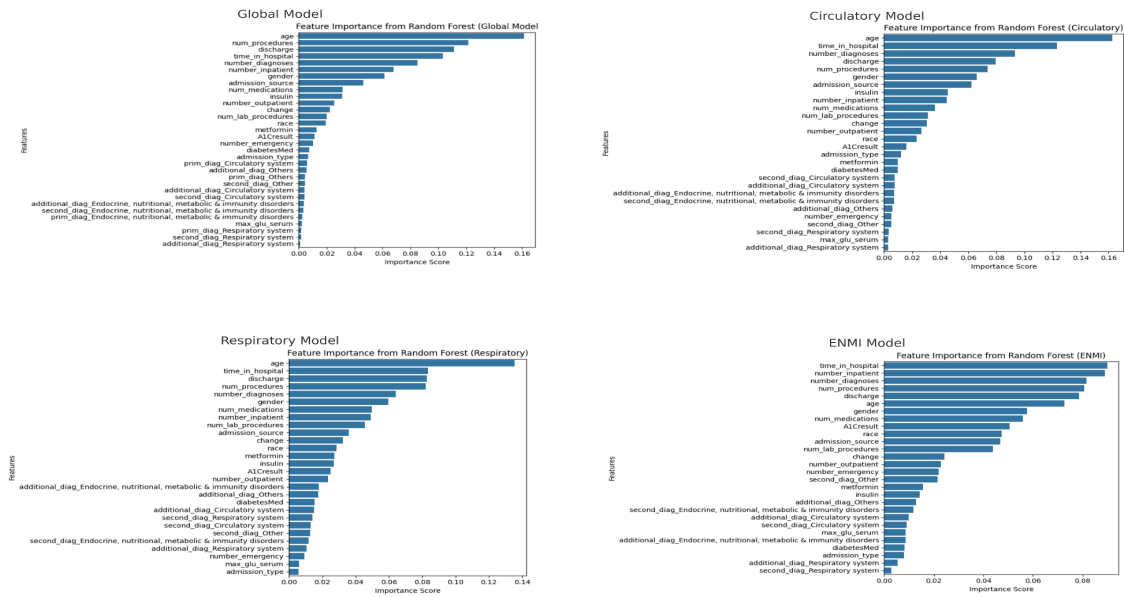 Global Model
Feature Importance from Random Forest (Global Model
age
num_procedures
discharge
time_in_hospital
number_diagnoses
number_inpatient
gender
admission_source
num_medications
insulin
number_outpatient
change
num_lab_procedures
race
metformin
A1Cresult
number_emergency
diabetesMed
admission_type
prim_diag_Circulatory system
additional_diag_Others
prim_diag_Others
second_diag_Other
additional_diag_Circulatory system
second_diag_Circulatory system
additional_diag_Endocrine, nutritional, metabolic & immunity disorders
second_diag_Endocrine, nutritional, metabolic & immunity disorders
prim_diag_Endocrine, nutritional, metabolic & immunity disorders
max_glu_serum
prim_diag_Respiratory system
second_diag_Respiratory system
additional_diag_Respiratory system
Features
0.00 0.02 0.04 0.06 0.08 0.10 0.12 0.14 0.16
Importance Score
Circulatory Model
Feature Importance from Random Forest (Circulatory)
age
time_in_hospital
number_diagnoses
discharge
num_procedures
gender
admission_source
insulin
number_inpatient
num_medications
num_lab_procedures
change
number_outpatient
race
A1Cresult
admission_type
metformin
diabetesMed
second_diag_Circulatory system
additional_diag_Circulatory system
additional_diag_Endocrine, nutritional, metabolic & immunity disorders
second_diag_Endocrine, nutritional, metabolic & immunity disorders
additional_diag_Others
number_emergency
second_diag_Other
second_diag_Respiratory system
max_glu_serum
additional_diag_Respiratory system
Features
0.00 0.02 0.04 0.06 0.08 0.10 0.12 0.14 0.16
Importance Score
Respiratory Model
Feature Importance from Random Forest (Respiratory)
age
time_in_hospital
discharge
num_procedures
number_diagnoses
gender
num_medications
number_inpatient
num_lab_procedures
admission_source
change
race
metformin
insulin
A1Cresult
number_outpatient
additional_diag_Endocrine, nutritional, metabolic & immunity disorders
additional_diag_Others
diabetesMed
additional_diag_Circulatory system
second_diag_Respiratory system
second_diag_Circulatory system
second_diag_Other
second_diag_Endocrine, nutritional, metabolic & immunity disorders
additional_diag_Respiratory system
number_emergency
max_glu_serum
admission_type
Features
0.00 0.02 0.04 0.06 0.08 0.10 0.12 0.14
Importance Score
ENMI Model
Feature Importance from Random Forest (ENMI)
time_in_hospital
number_inpatient
number_diagnoses
num_procedures
discharge
age
gender
num_medications
A1Cresult
race
admission_source
num_lab_procedures
change
number_outpatient
number_emergency
second_diag_Other
metformin
insulin
additional_diag_Others
second_diag_Endocrine, nutritional, metabolic & immunity disorders
additional_diag_Circulatory system
second_diag_Circulatory system
max_glu_serum
additional_diag_Endocrine, nutritional, metabolic & immunity disorders
diabetesMed
admission_type
additional_diag_Respiratory system
second_diag_Respiratory system
Features
0.00 0.02 0.04 0.06 0.08
Importance Score